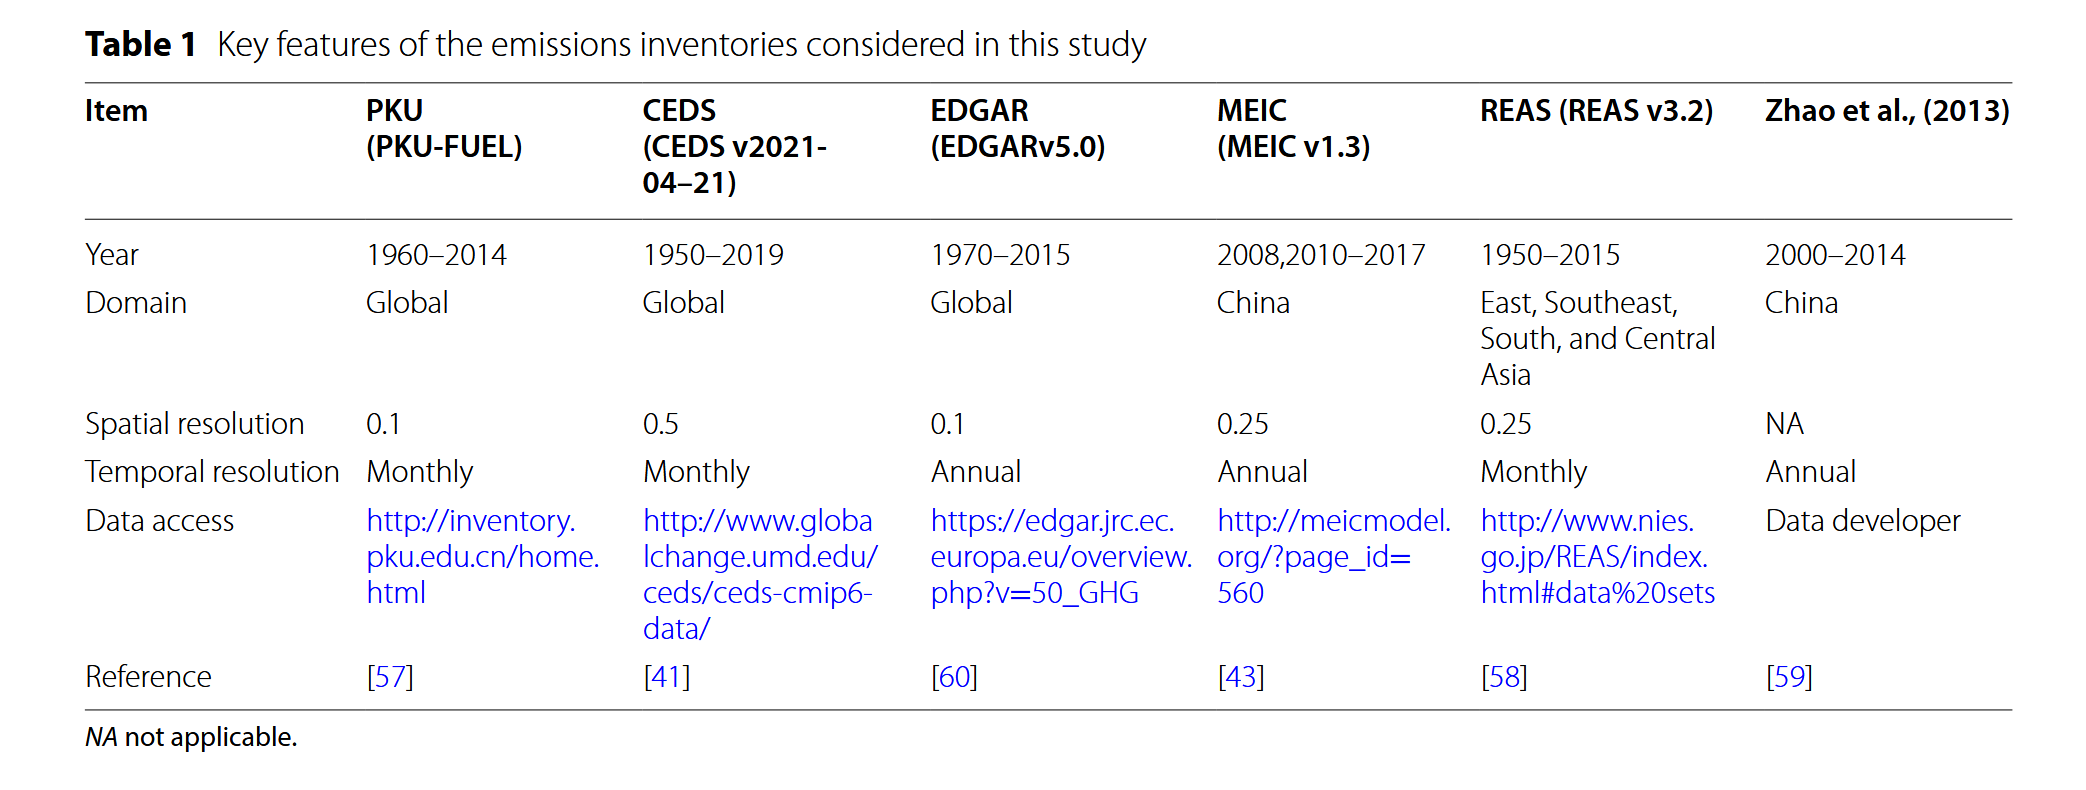 Table 1 Key features of the emissions inventories considered in this study
Item PKU CEDS EDGAR MEIC REAS (REAS v3.2) Zhao et al., (2013)
(PKU-FUEL) (CEDS v2021- (EDGARv5.0) (MEIC v1.3)
04–21)
Year 1960–2014 1950–2019 1970–2015 2008,2010–2017 1950–2015 2000–2014
Domain Global Global Global China East, Southeast, China
South, and Central
Asia
Spatial resolution 0.1 0.5 0.1 0.25 0.25 NA
Temporal resolution Monthly Monthly Annual Annual Monthly Annual
Data access http://inventory. http://www.globa https://edgar.jrc.ec. http://meicmodel. http://www.nies. Data developer
pku.edu.cn/home. lchange.umd.edu/ europa.eu/overview. org/?page_id= go.jp/REAS/index.
html ceds/ceds-cmip6- php?v=50_GHG 560 html#data%20sets
data/
Reference [57] [41] [60] [43] [58] [59]
NA not applicable.